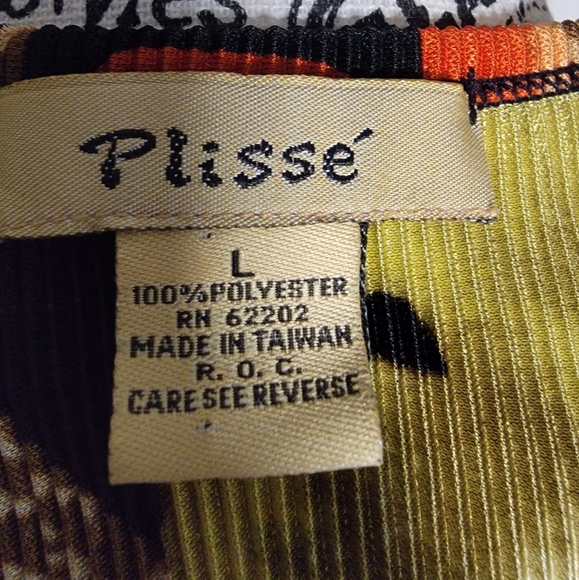 Plissé
L
100% POLYESTER
RN 62202
MADE IN TAIWAN
R. O. C.
CARE SEE REVERSE